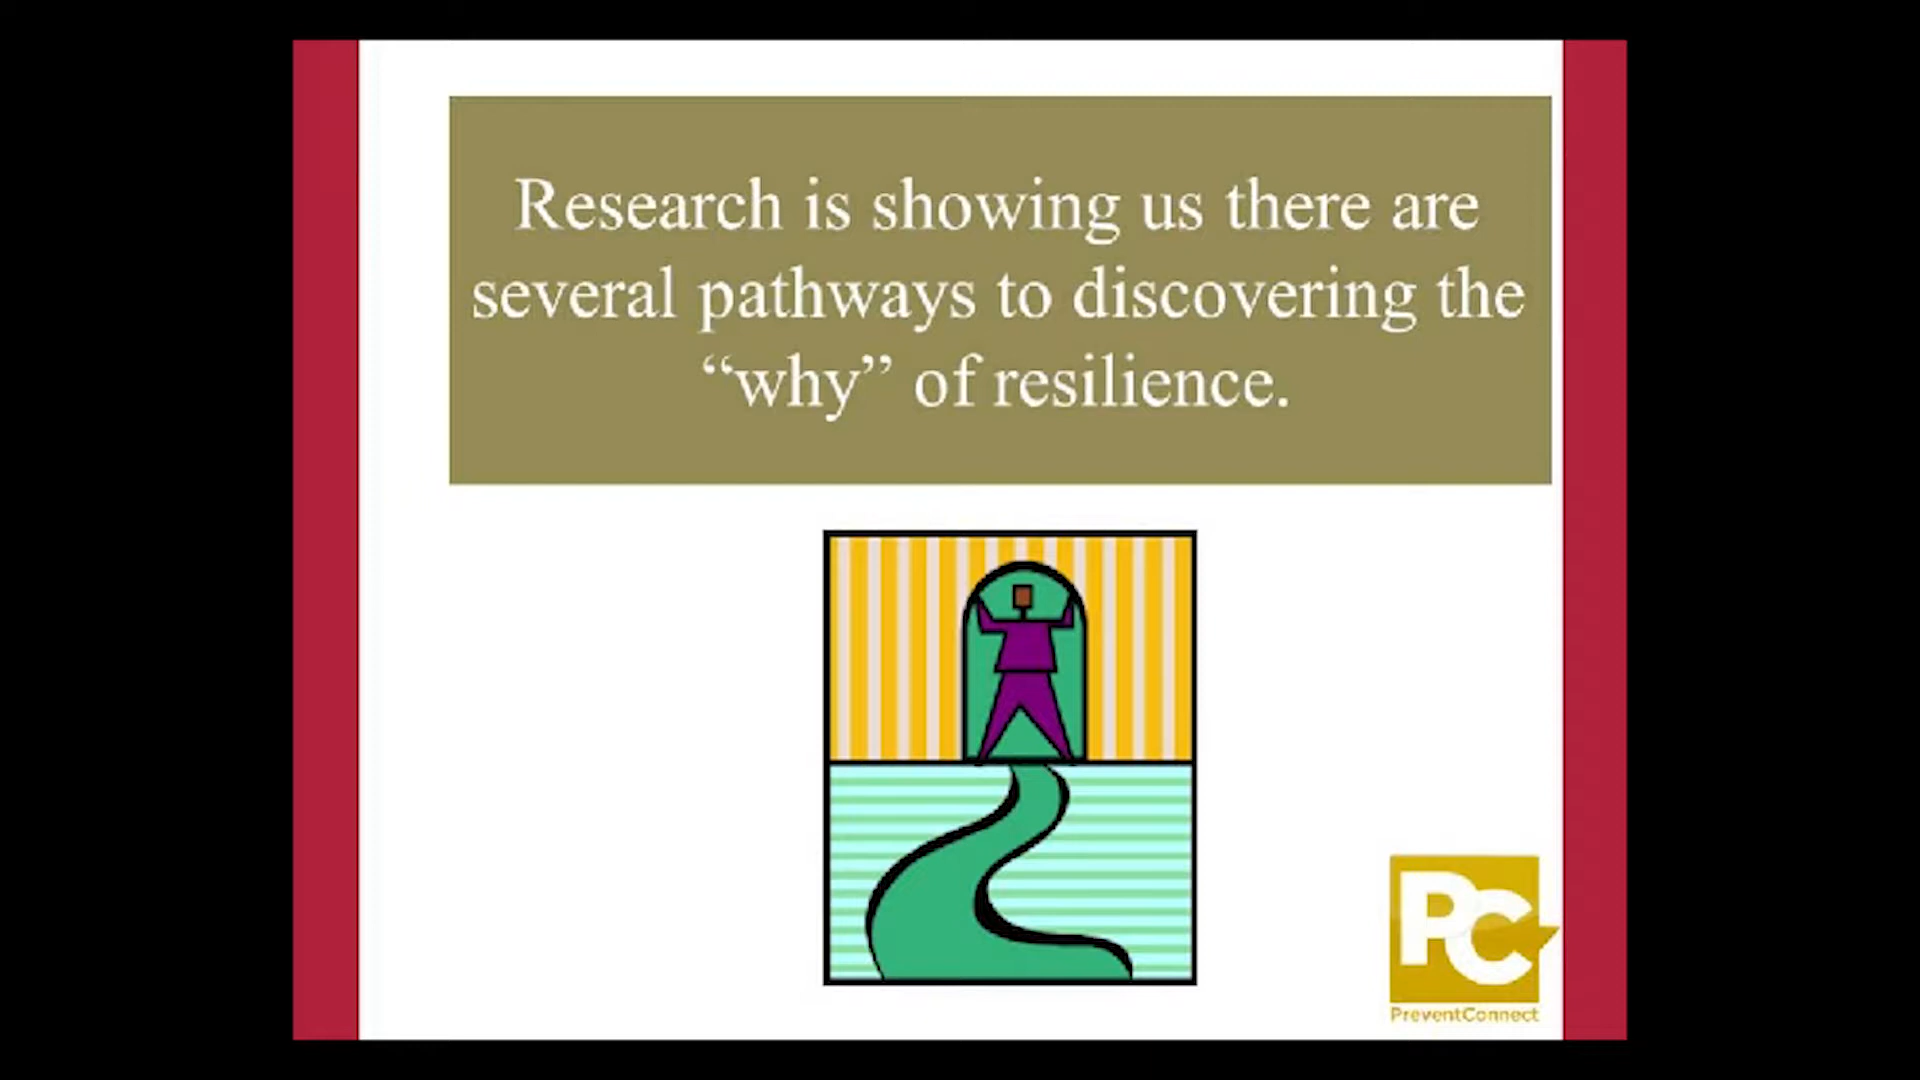 Research is showing us there are
several pathways to discovering the
“why” of resilience.
PC
PreventConnect